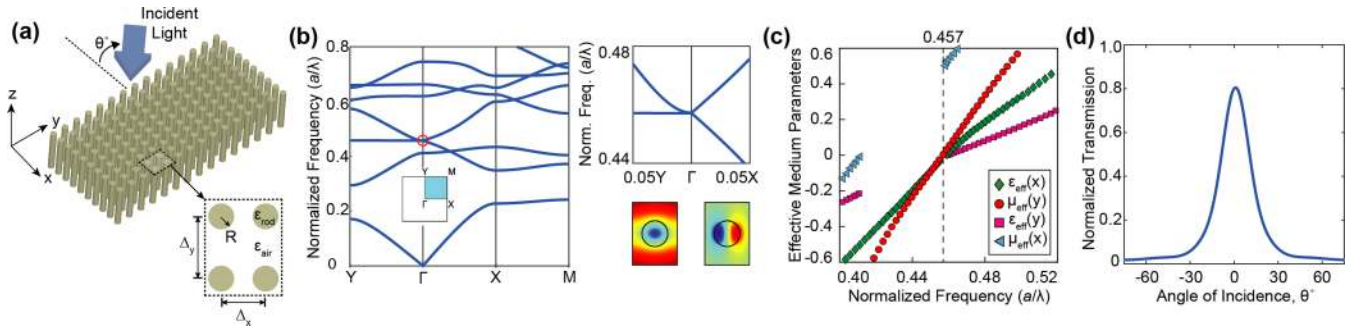 (a)
Incident
Light
θ°
z
y
x
ε_rod
R
ε_air
Δ_y
Δ_x
(b)
Normalized Frequency (a/λ)
0.8
0.6
0.4
0.2
0
Y M
Γ X
Y Γ X M
Norm. Freq. (a/λ)
0.48
0.44
0.05Y Γ 0.05X
(c)
0.457
Effective Medium Parameters
0.6
0.4
0.2
0
-0.2
-0.4
-0.6
ε_eff(x)
μ_eff(y)
ε_eff(y)
μ_eff(x)
0.40 0.44 0.48 0.52
Normalized Frequency (a/λ)
(d)
Normalized Transmission
1.0
0.8
0.6
0.4
0.8
0
-60 -30 0 30 60
Angle of Incidence, θ°